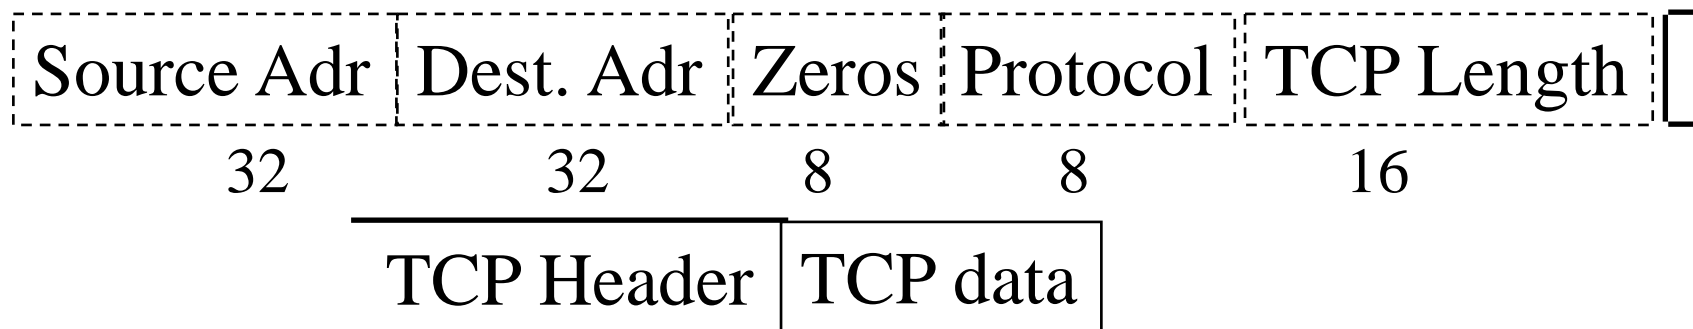 Source Adr Dest. Adr Zeros Protocol TCP Length
32 32 8 8 16
TCP Header TCP data